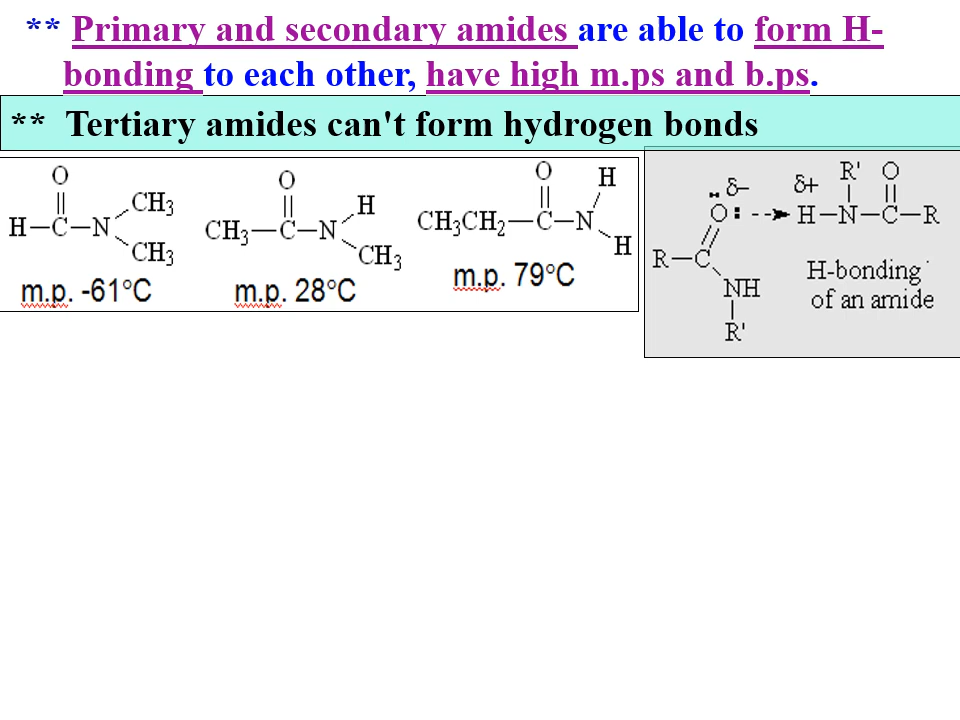 ** Primary and secondary amides are able to form H-
bonding to each other, have high m.ps and b.ps.
** Tertiary amides can't form hydrogen bonds
O
H—C—N
CH3
CH3
m.p. -61°C
O
CH3—C—N
H
CH3
m.p. 28°C
O
CH3CH2—C—N
H
H
m.p. 79°C
R' O
δ– δ+
O: H—N—C—R
R—C
NH
R'
H-bonding
of an amide